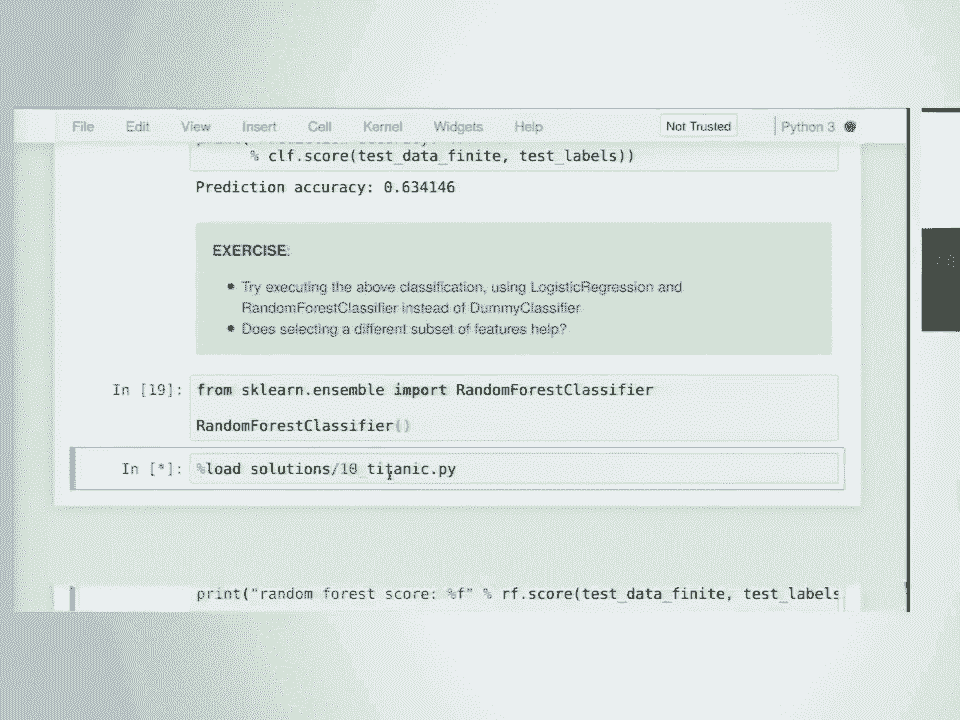 File Edit View Insert Cell Kernel Widgets Help Not Trusted Python 3
% clf.score(test_data_finite, test_labels))
Prediction accuracy: 0.634146
EXERCISE:
• Try executing the above classification, using LogisticRegression and
RandomForestClassifier instead of DummyClassifier
• Does selecting a different subset of features help?
In [19]: from sklearn.ensemble import RandomForestClassifier
RandomForestClassifier()
In [*]: %load solutions/10_titanic.py
print("random forest score: %f" % rf.score(test_data_finite, test_labels